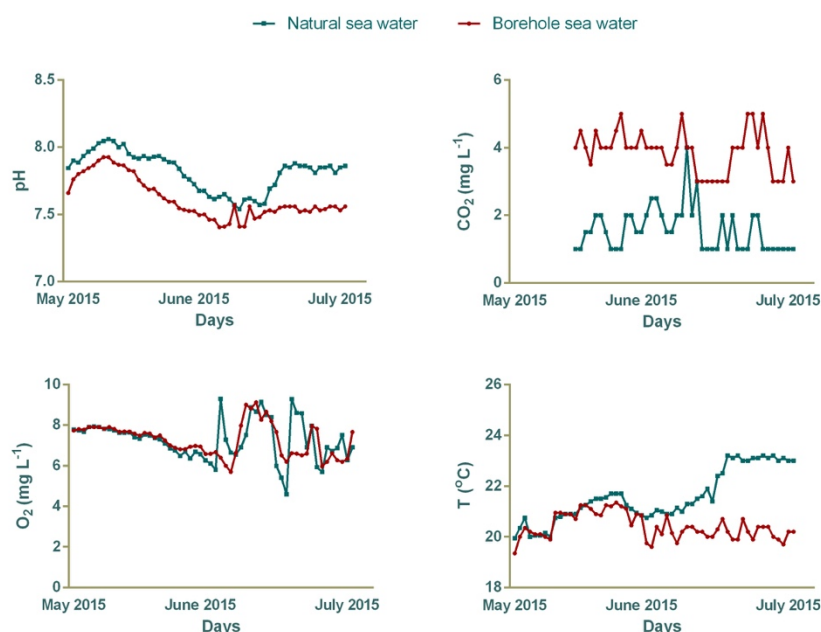 Natural sea water Borehole sea water
8.5
8.0
7.5
7.0
pH
May 2015 June 2015 July 2015
Days
6
4
2
0
CO₂ (mg L⁻¹)
May 2015 June 2015 July 2015
Days
10
8
6
4
2
0
O₂ (mg L⁻¹)
May 2015 June 2015 July 2015
Days
26
24
22
20
18
T (°C)
May 2015 June 2015 July 2015
Days